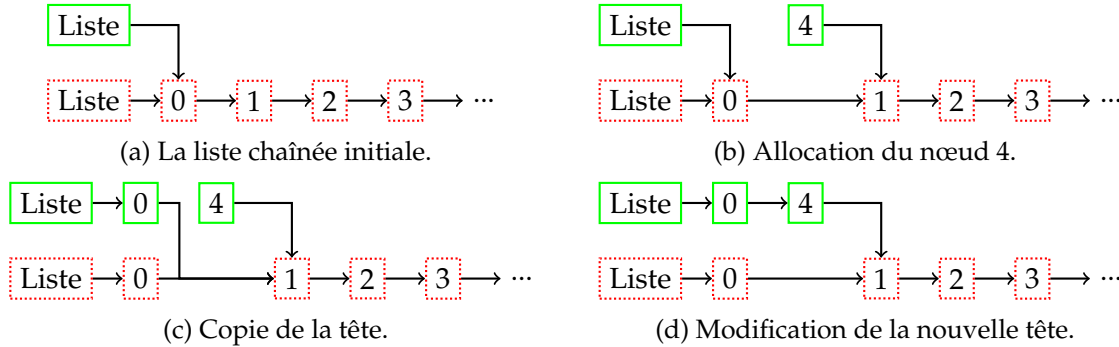 Liste
Liste 0 1 2 3 ...
(a) La liste chaînée initiale.
Liste 4
Liste 0 1 2 3 ...
(b) Allocation du nœud 4.
Liste 0 4
Liste 0 1 2 3 ...
(c) Copie de la tête.
Liste 0 4
Liste 0 1 2 3 ...
(d) Modification de la nouvelle tête.